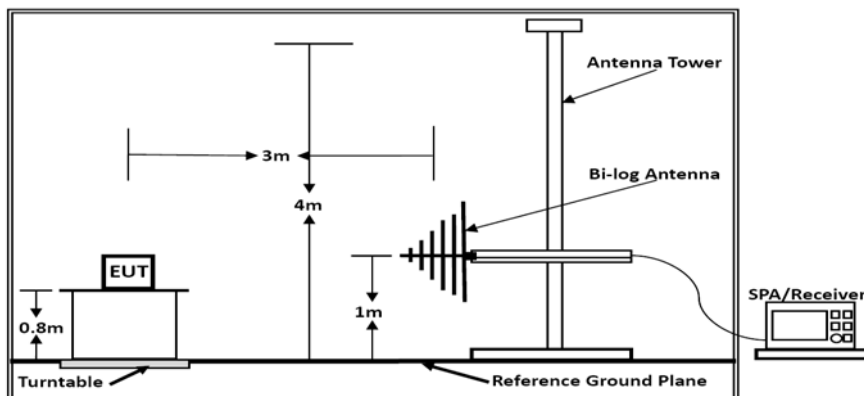 Antenna Tower
3m
Bi-log Antenna
4m
EUT
SPA/Receiver
0.8m
1m
Turntable
Reference Ground Plane